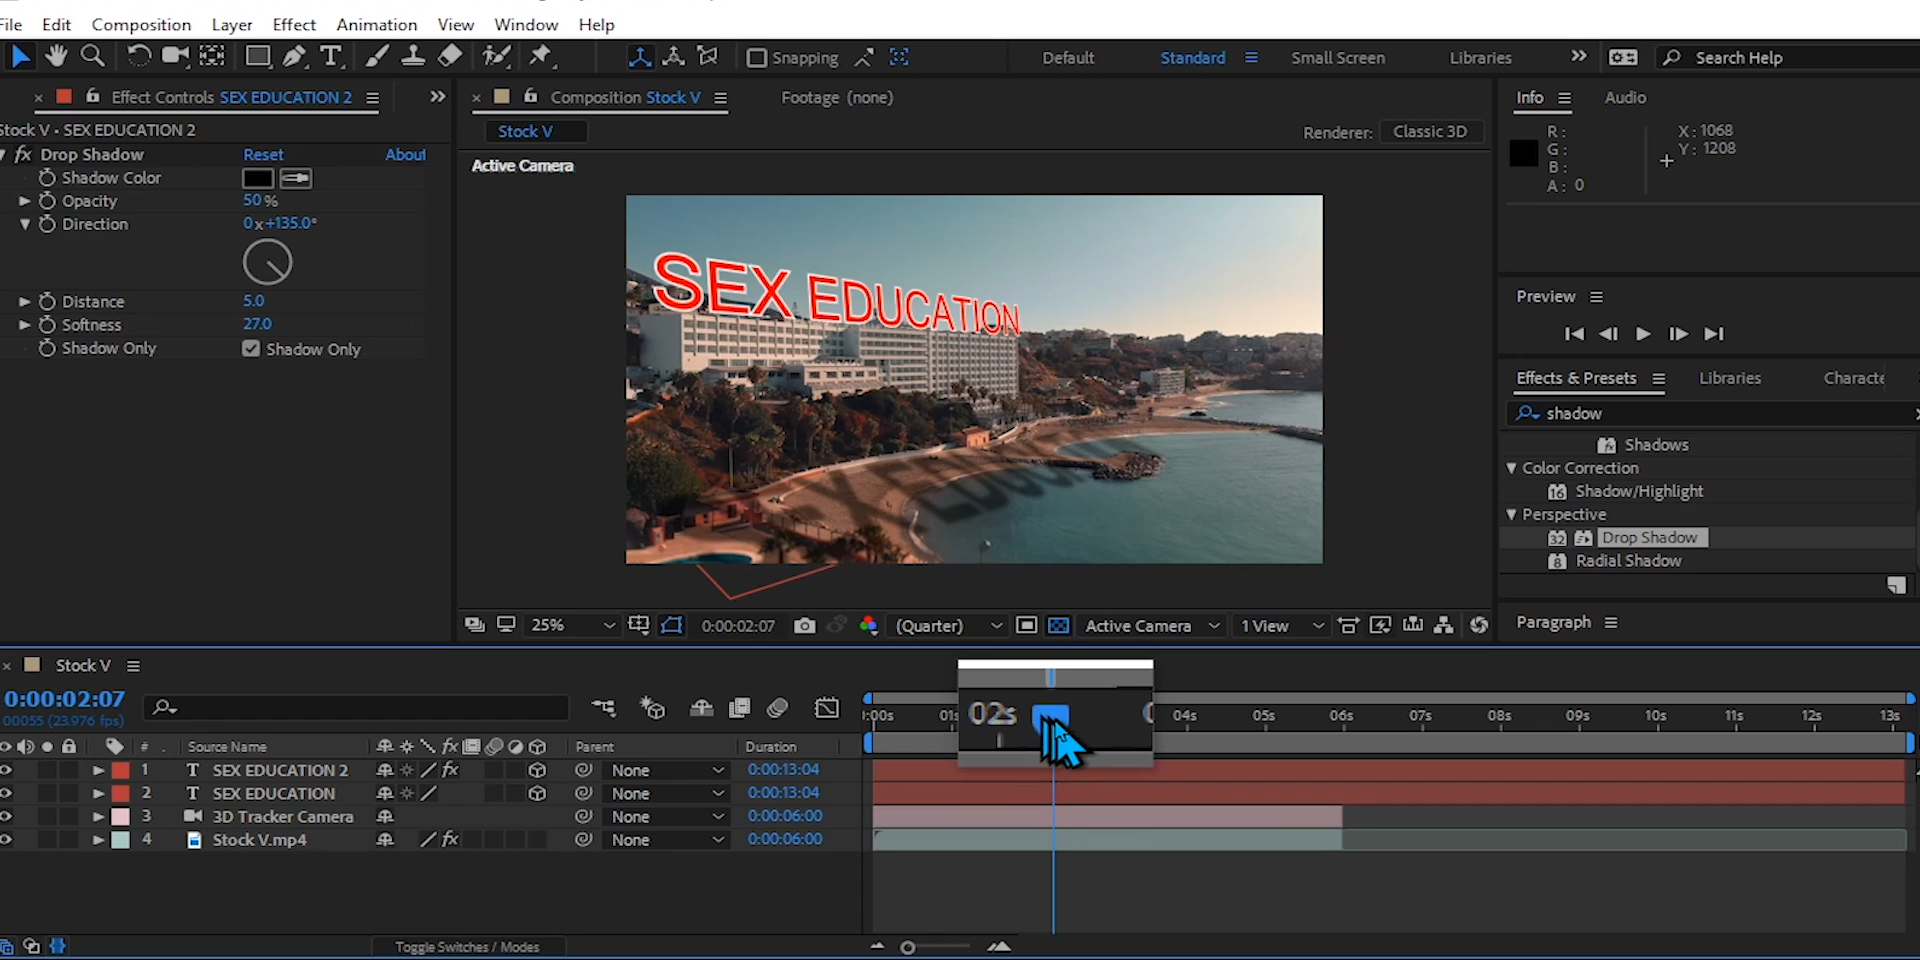 File Edit Composition Layer Effect Animation View Window Help
T Snapping Default Standard Small Screen Libraries Search Help
Effect Controls SEX EDUCATION 2
Composition Stock V Footage (none)
Info Audio
Stock V • SEX EDUCATION 2
Stock V
Renderer: Classic 3D
R: X: 1068
G: Y: 1208
B:
A: 0
fx Drop Shadow Reset About
Shadow Color
Opacity 50 %
Direction 0 x +135.0°
Distance 5.0
Softness 27.0
Shadow Only Shadow Only
Active Camera
SEX EDUCATION
Preview
Effects & Presets Libraries Characte
shadow
Shadows
Color Correction
16 Shadow/Highlight
Perspective
32 Drop Shadow
8 Radial Shadow
Paragraph
25% 0:00:02:07 (Quarter) Active Camera 1 View
Stock V
0:00:02:07
00055 (23.976 fps)
:00s 01s 02s 04s 05s 06s 07s 08s 09s 10s 11s 12s 13s
# Source Name fx Parent Duration
1 T SEX EDUCATION 2 fx None 0:00:13:04
2 T SEX EDUCATION None 0:00:13:04
3 3D Tracker Camera None 0:00:06:00
4 Stock V.mp4 fx None 0:00:06:00
Toggle Switches / Modes